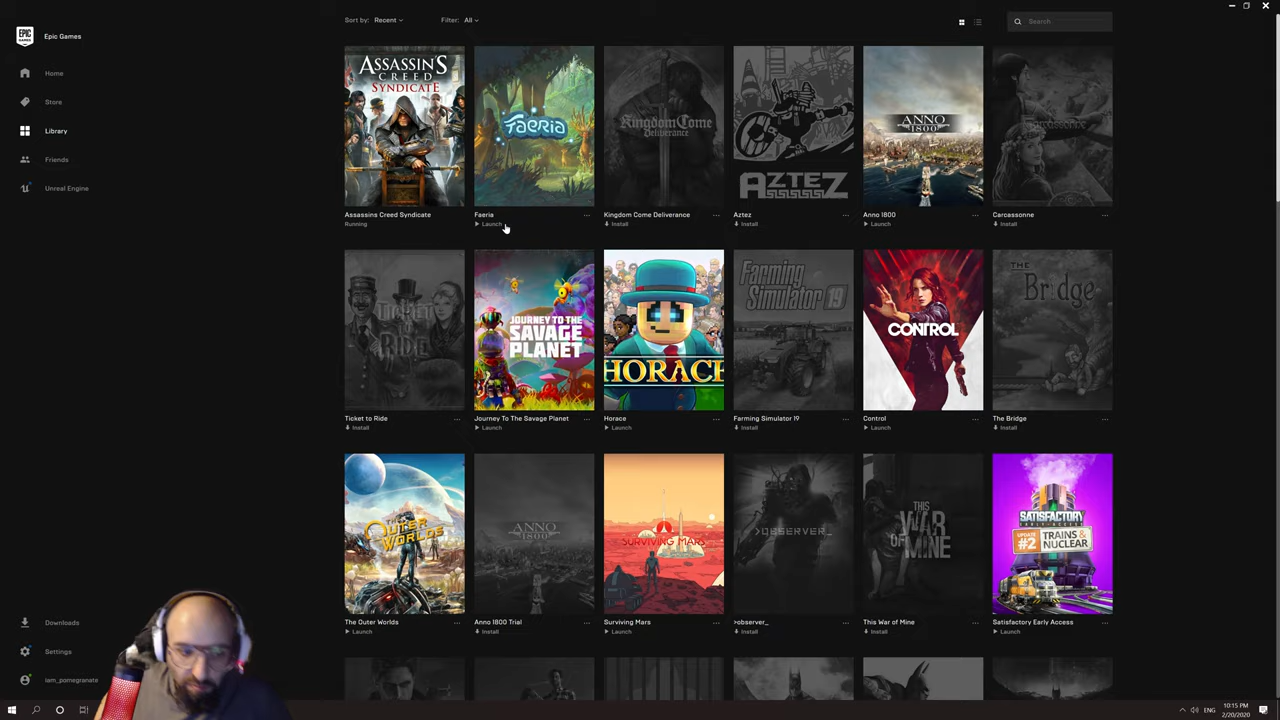 EPIC GAMES
Epic Games
Home
Store
Library
Friends
Unreal Engine
Downloads
Settings
iam_pomegranate
Sort by: Recent
Filter: All
Search
ASSASSIN'S CREED SYNDICATE
Faeria
Kingdom Come Deliverance
AZTEZ
ANNO 1800
Carcassonne
Assassins Creed Syndicate
Running
Faeria
Launch
Kingdom Come Deliverance
Install
Aztez
Install
Anno 1800
Launch
Carcassonne
Install
TICKET TO RIDE
JOURNEY TO THE SAVAGE PLANET
HORACE
Farming Simulator 19
CONTROL
THE Bridge
Ticket to Ride
Install
Journey To The Savage Planet
Launch
Horace
Launch
Farming Simulator 19
Install
Control
Launch
The Bridge
Install
THE OUTER WORLDS
ANNO 1800
SURVIVING MARS
>OBSERVER_
THIS WAR OF MINE
SATISFACTORY
EARLY ACCESS
UPDATE #2 TRAINS & NUCLEAR
The Outer Worlds
Launch
Anno 1800 Trial
Install
Surviving Mars
Launch
>observer_
Install
This War of Mine
Install
Satisfactory Early Access
Launch
ENG
10:15 PM
2/20/2020